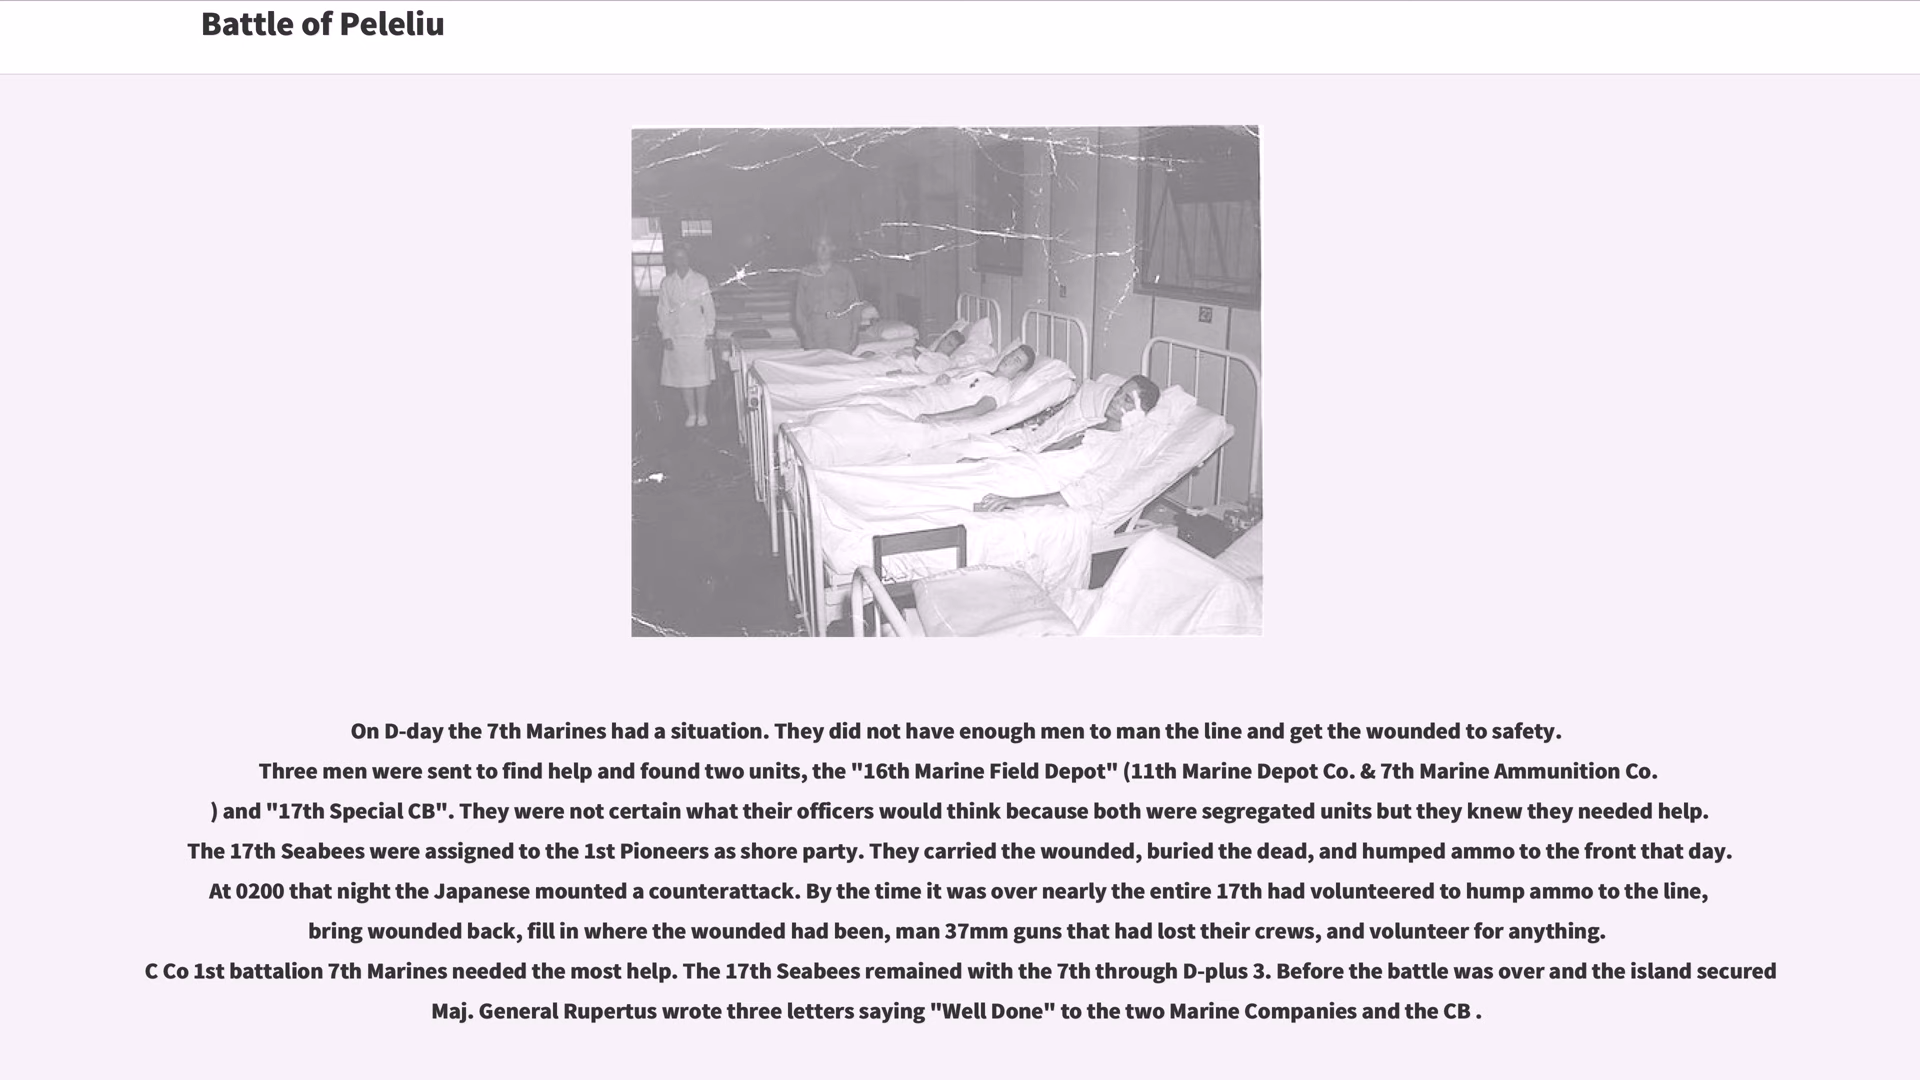 Battle of Peleliu
On D-day the 7th Marines had a situation. They did not have enough men to man the line and get the wounded to safety.
Three men were sent to find help and found two units, the "16th Marine Field Depot" (11th Marine Depot Co. & 7th Marine Ammunition Co.
) and "17th Special CB". They were not certain what their officers would think because both were segregated units but they knew they needed help.
The 17th Seabees were assigned to the 1st Pioneers as shore party. They carried the wounded, buried the dead, and humped ammo to the front that day.
At 0200 that night the Japanese mounted a counterattack. By the time it was over nearly the entire 17th had volunteered to hump ammo to the line,
bring wounded back, fill in where the wounded had been, man 37mm guns that had lost their crews, and volunteer for anything.
C Co 1st battalion 7th Marines needed the most help. The 17th Seabees remained with the 7th through D-plus 3. Before the battle was over and the island secured
Maj. General Rupertus wrote three letters saying "Well Done" to the two Marine Companies and the CB .